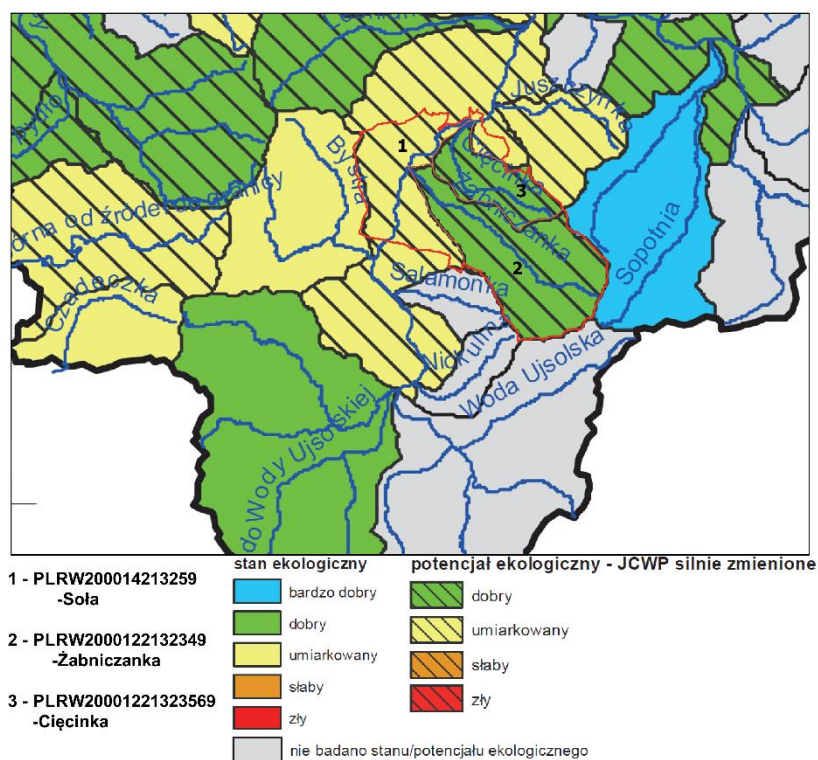 Juszczynka
Bystra
1
Cięcinka
3
Żabniczanka
2
órna od źródeł do granicy
Czadeczka
Salamonka
Nickulina
Sopotnia
Woda Ujsolska
do Wody Ujsolskiej
1 - PLRW200014213259
-Soła
2 - PLRW2000122132349
-Żabniczanka
3 - PLRW20001221323569
-Cięcinka
stan ekologiczny
bardzo dobry
dobry
umiarkowany
słaby
zły
nie badano stanu/potencjału ekologicznego
potencjał ekologiczny - JCWP silnie zmienione
dobry
umiarkowany
słaby
zły